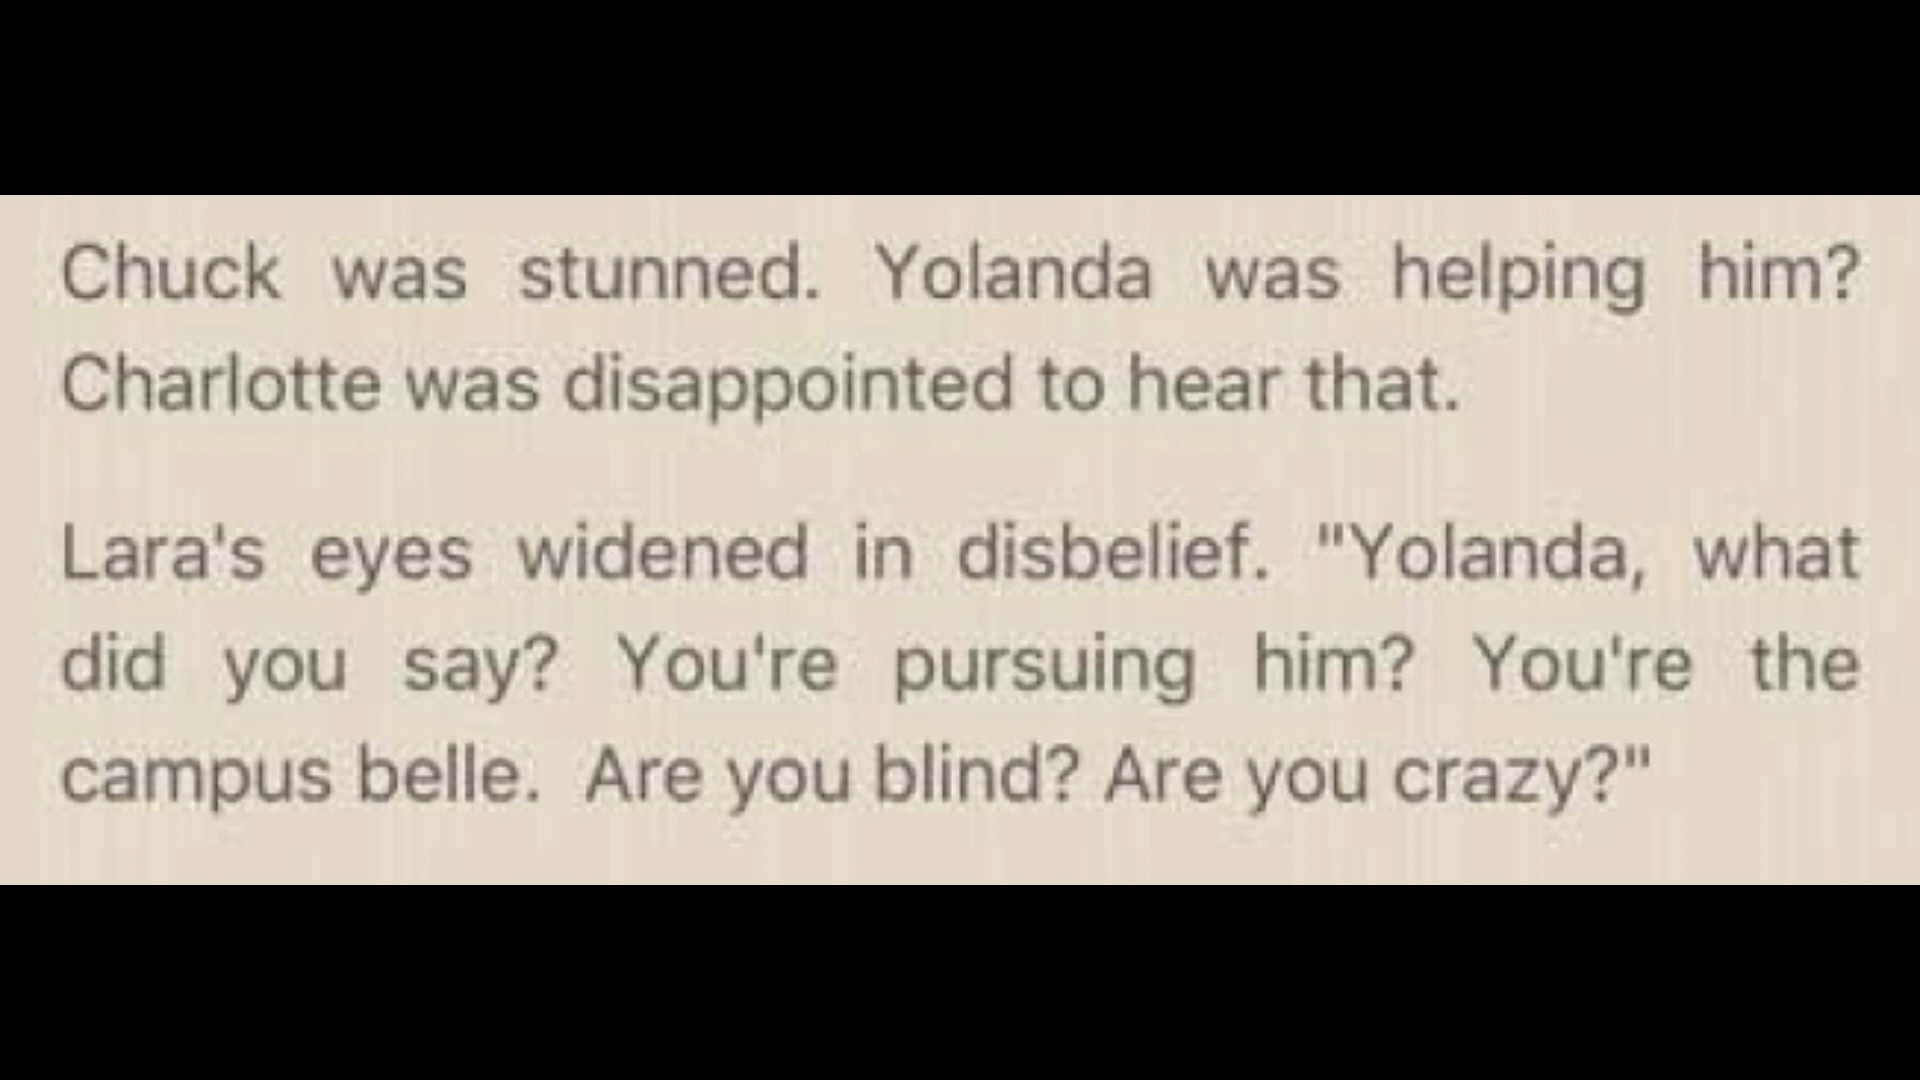 Chuck was stunned. Yolanda was helping him?
Charlotte was disappointed to hear that.
Lara's eyes widened in disbelief. "Yolanda, what
did you say? You're pursuing him? You're the
campus belle.  Are you blind? Are you crazy?"